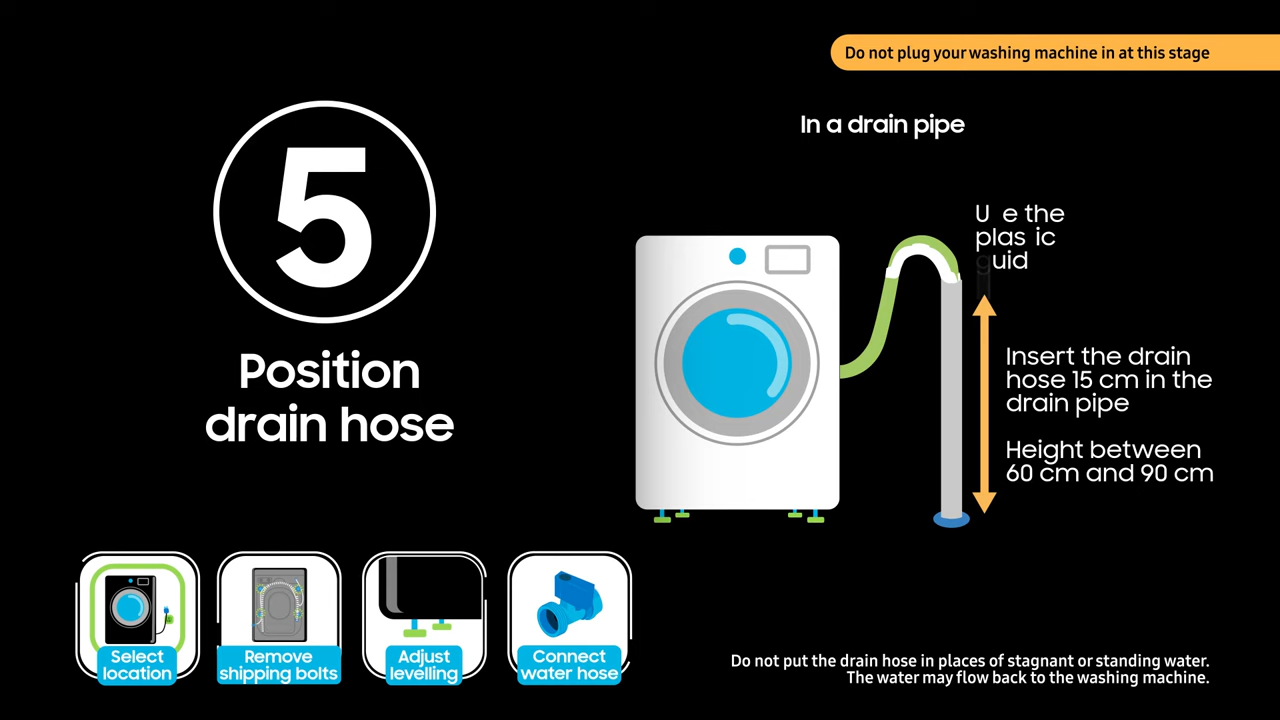 Do not plug your washing machine in at this stage
5
Position
drain hose
In a drain pipe
U e the
plas ic
guid
Insert the drain
hose 15 cm in the
drain pipe
Height between
60 cm and 90 cm
Select
location
Remove
shipping bolts
Adjust
levelling
Connect
water hose
Do not put the drain hose in places of stagnant or standing water.
The water may flow back to the washing machine.